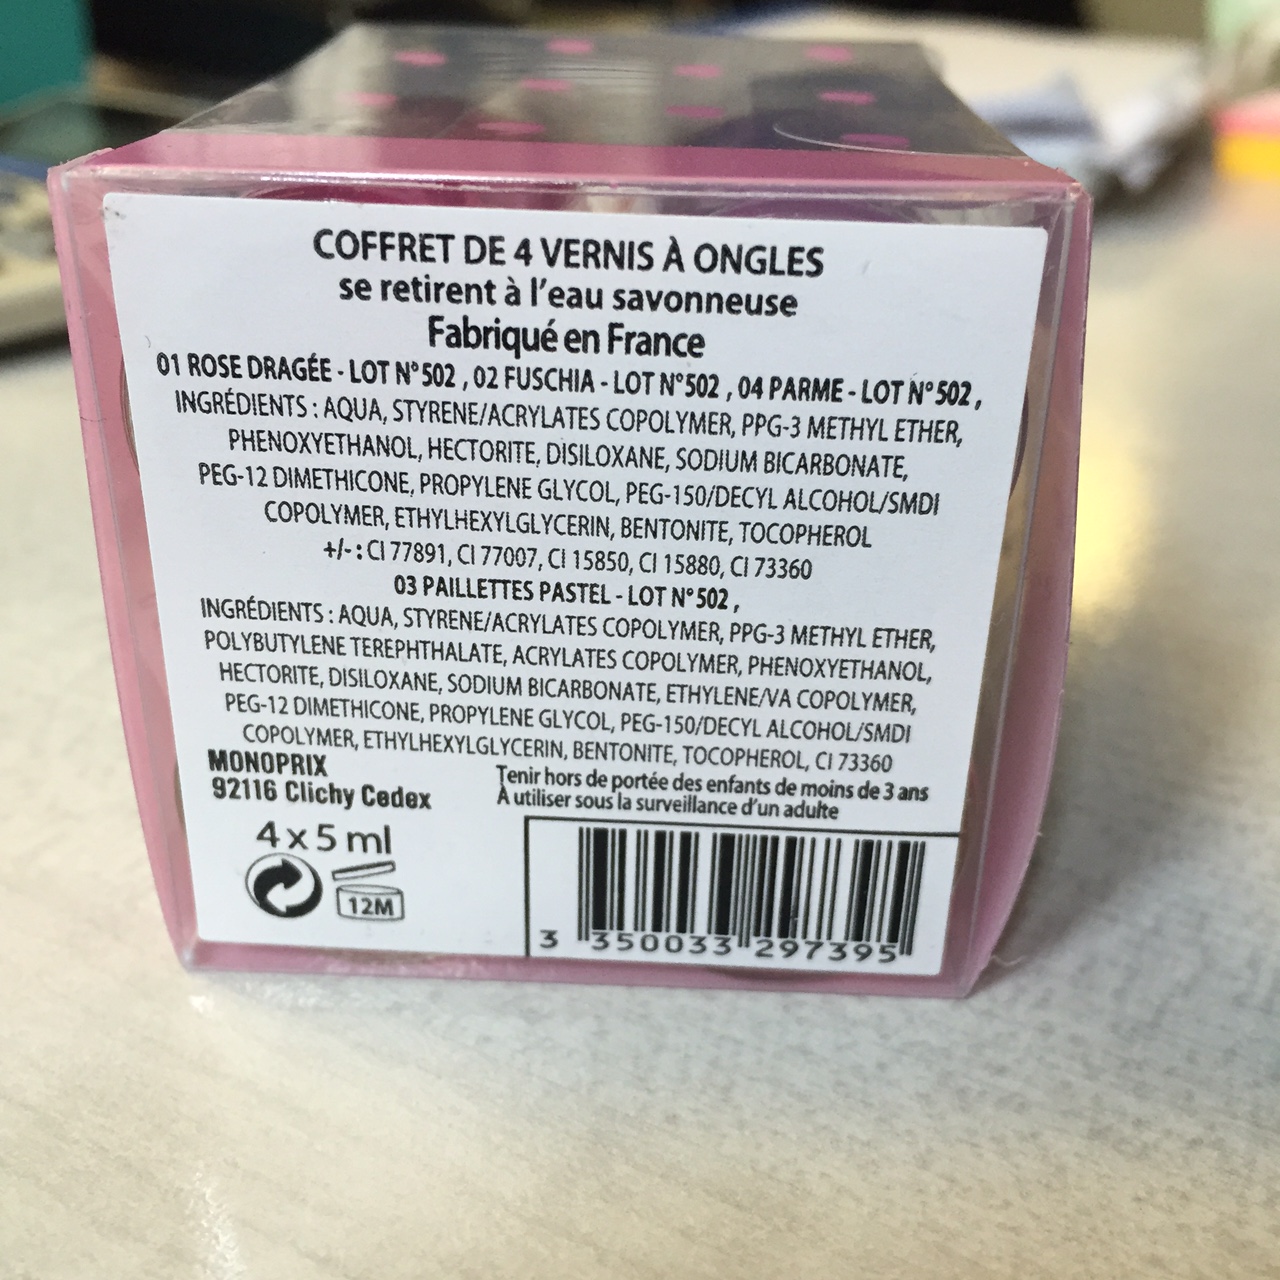 COFFRET DE 4 VERNIS À ONGLES
se retirent à l'eau savonneuse
Fabriqué en France
01 ROSE DRAGÉE - LOT N° 502 , 02 FUSCHIA - LOT N° 502 , 04 PARME - LOT N° 502 ,
INGRÉDIENTS : AQUA, STYRENE/ACRYLATES COPOLYMER, PPG-3 METHYL ETHER,
PHENOXYETHANOL, HECTORITE, DISILOXANE, SODIUM BICARBONATE,
PEG-12 DIMETHICONE, PROPYLENE GLYCOL, PEG-150/DECYL ALCOHOL/SMDI
COPOLYMER, ETHYLHEXYLGLYCERIN, BENTONITE, TOCOPHEROL
+/- : CI 77891, CI 77007, CI 15850, CI 15880, CI 73360
03 PAILLETTES PASTEL - LOT N° 502 ,
INGRÉDIENTS : AQUA, STYRENE/ACRYLATES COPOLYMER, PPG-3 METHYL ETHER,
POLYBUTYLENE TEREPHTHALATE, ACRYLATES COPOLYMER, PHENOXYETHANOL,
HECTORITE, DISILOXANE, SODIUM BICARBONATE, ETHYLENE/VA COPOLYMER,
PEG-12 DIMETHICONE, PROPYLENE GLYCOL, PEG-150/DECYL ALCOHOL/SMDI
COPOLYMER, ETHYLHEXYLGLYCERIN, BENTONITE, TOCOPHEROL, CI 73360
MONOPRIX
92116 Clichy Cedex
Tenir hors de portée des enfants de moins de 3 ans
À utiliser sous la surveillance d'un adulte
4 x 5 ml
12M
3 350033 297395